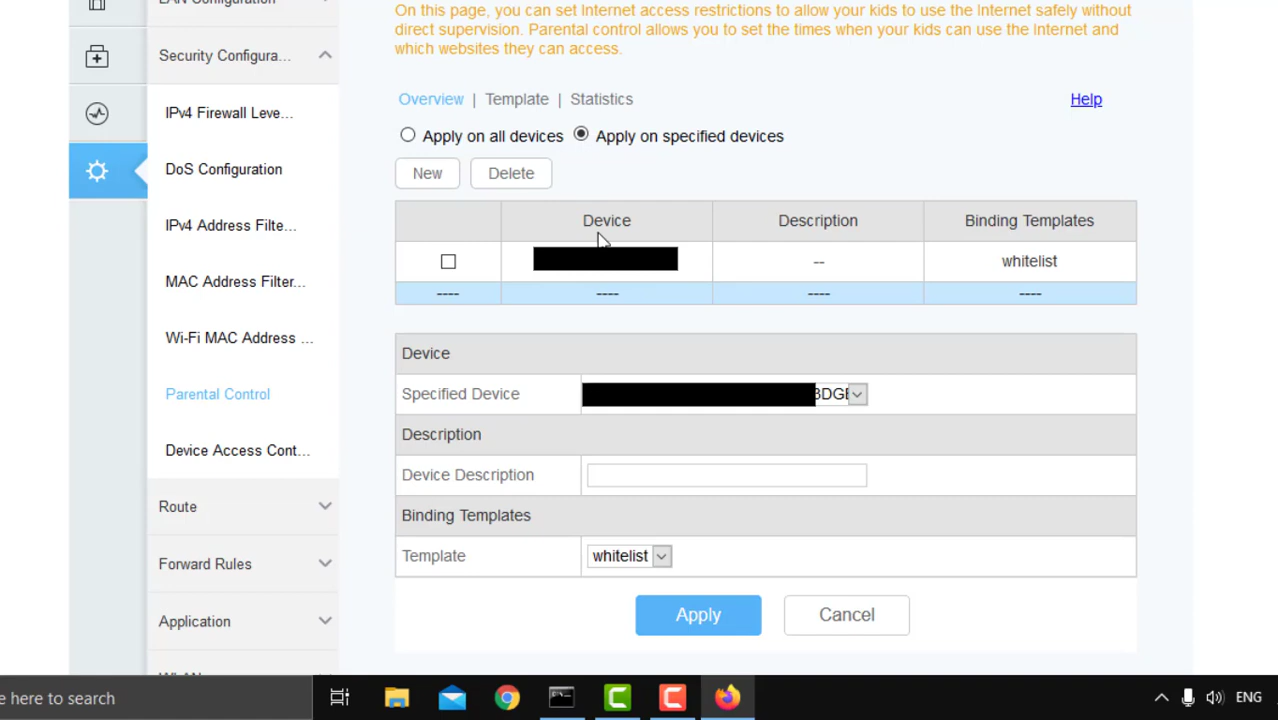 LAN Configuration
Security Configura...
IPv4 Firewall Leve...
DoS Configuration
IPv4 Address Filte...
MAC Address Filter...
Wi-Fi MAC Address ...
Parental Control
Device Access Cont...
Route
Forward Rules
Application
On this page, you can set Internet access restrictions to allow your kids to use the Internet safely without
direct supervision. Parental control allows you to set the times when your kids can use the Internet and
which websites they can access.
Overview | Template | Statistics
Help
Apply on all devices Apply on specified devices
New Delete
Device Description Binding Templates
-- whitelist
---- ---- ---- ----
Device
Specified Device
Description
Device Description
Binding Templates
Template whitelist
Apply Cancel
e here to search
ENG